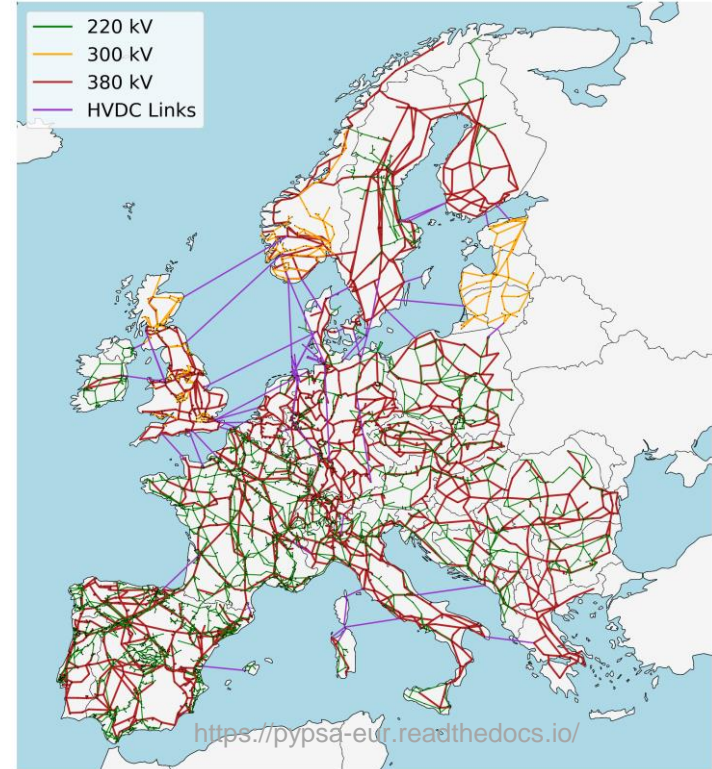 220 kV
300 kV
380 kV
HVDC Links
https://pypsa-eur.readthedocs.io/